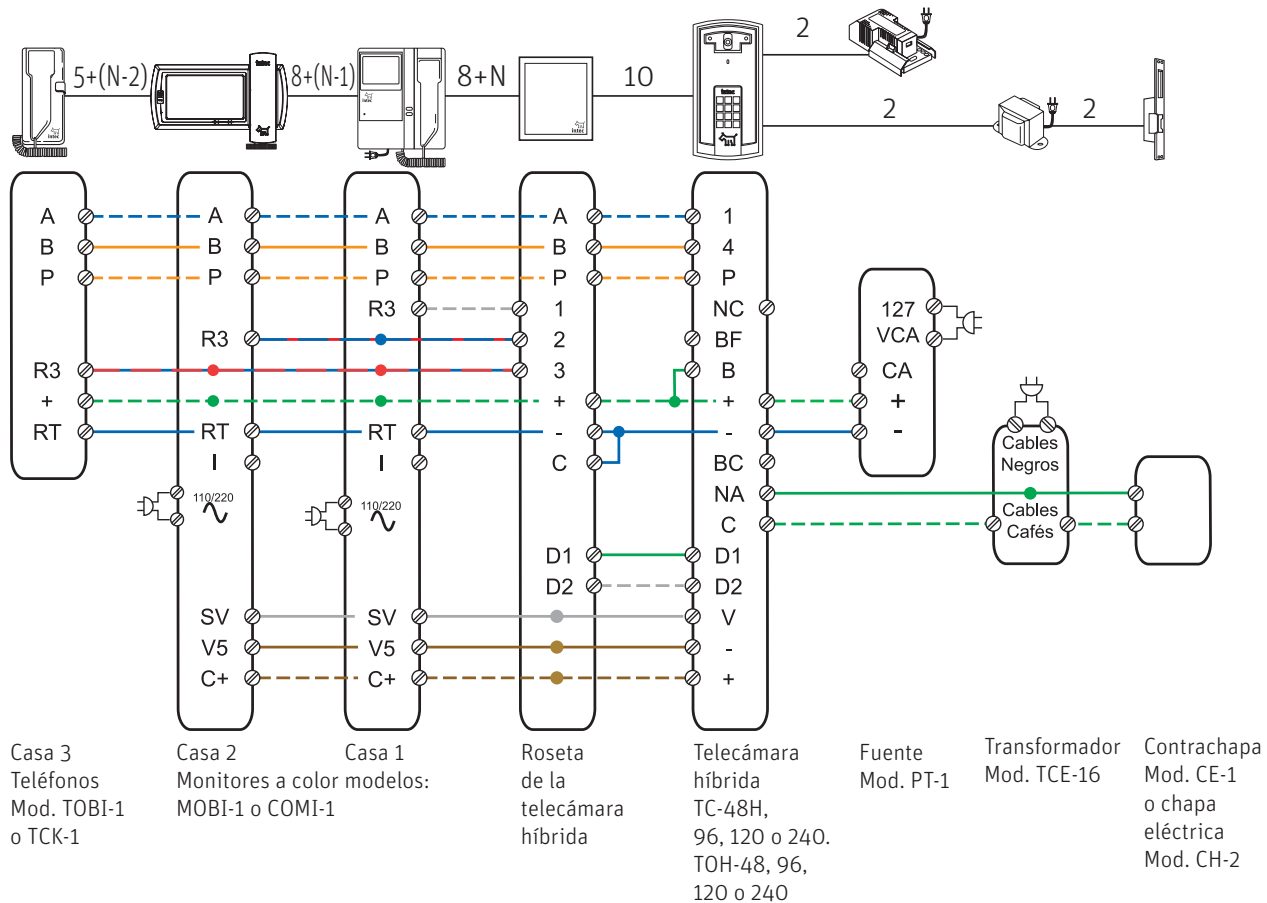 5+(N-2)
8+(N-1)
8+N
10
2
2
2
intec
intec
intec
intec
intec
A A A A 1
B B B B 4
P P P P P
R3 1 NC
R3 2 BF
R3 3 B
+ + +
RT RT RT - -
I I C BC
NA
C
110/220
110/220
D1 D1
D2 D2
SV SV V
V5 V5 -
C+ C+ +
127
VCA
CA
+
-
Cables
Negros
Cables
Cafés
Casa 3
Teléfonos
Mod. TOBI-1
o TCK-1
Casa 2 Casa 1
Monitores a color modelos:
MOBI-1 o COMI-1
Roseta
de la
telecámara
híbrida
Telecámara
híbrida
TC-48H,
96, 120 o 240.
TOH-48, 96,
120 o 240
Fuente
Mod. PT-1
Transformador
Mod. TCE-16
Contrachapa
Mod. CE-1
o chapa
eléctrica
Mod. CH-2